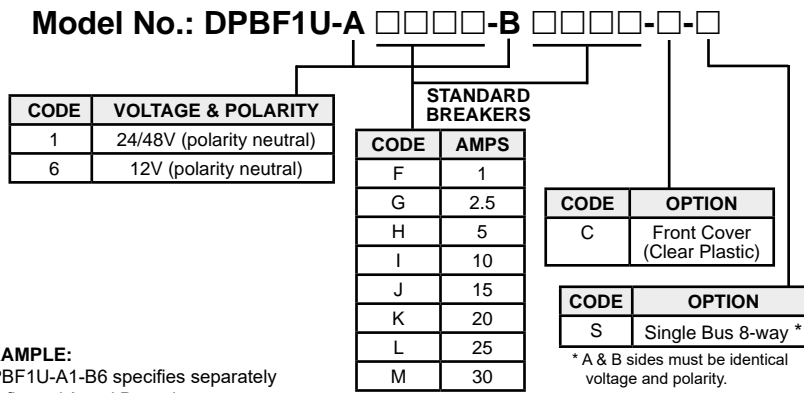 Model No.: DPBF1U-A □□□□-B □□□□-□-□
CODE VOLTAGE & POLARITY
1 24/48V (polarity neutral)
6 12V (polarity neutral)
STANDARD
BREAKERS
CODE AMPS
F 1
G 2.5
H 5
I 10
J 15
K 20
L 25
M 30
CODE OPTION
C Front Cover
(Clear Plastic)
CODE OPTION
S Single Bus 8-way *
* A & B sides must be identical
voltage and polarity.
AMPLE:
PBF1U-A1-B6 specifies separately